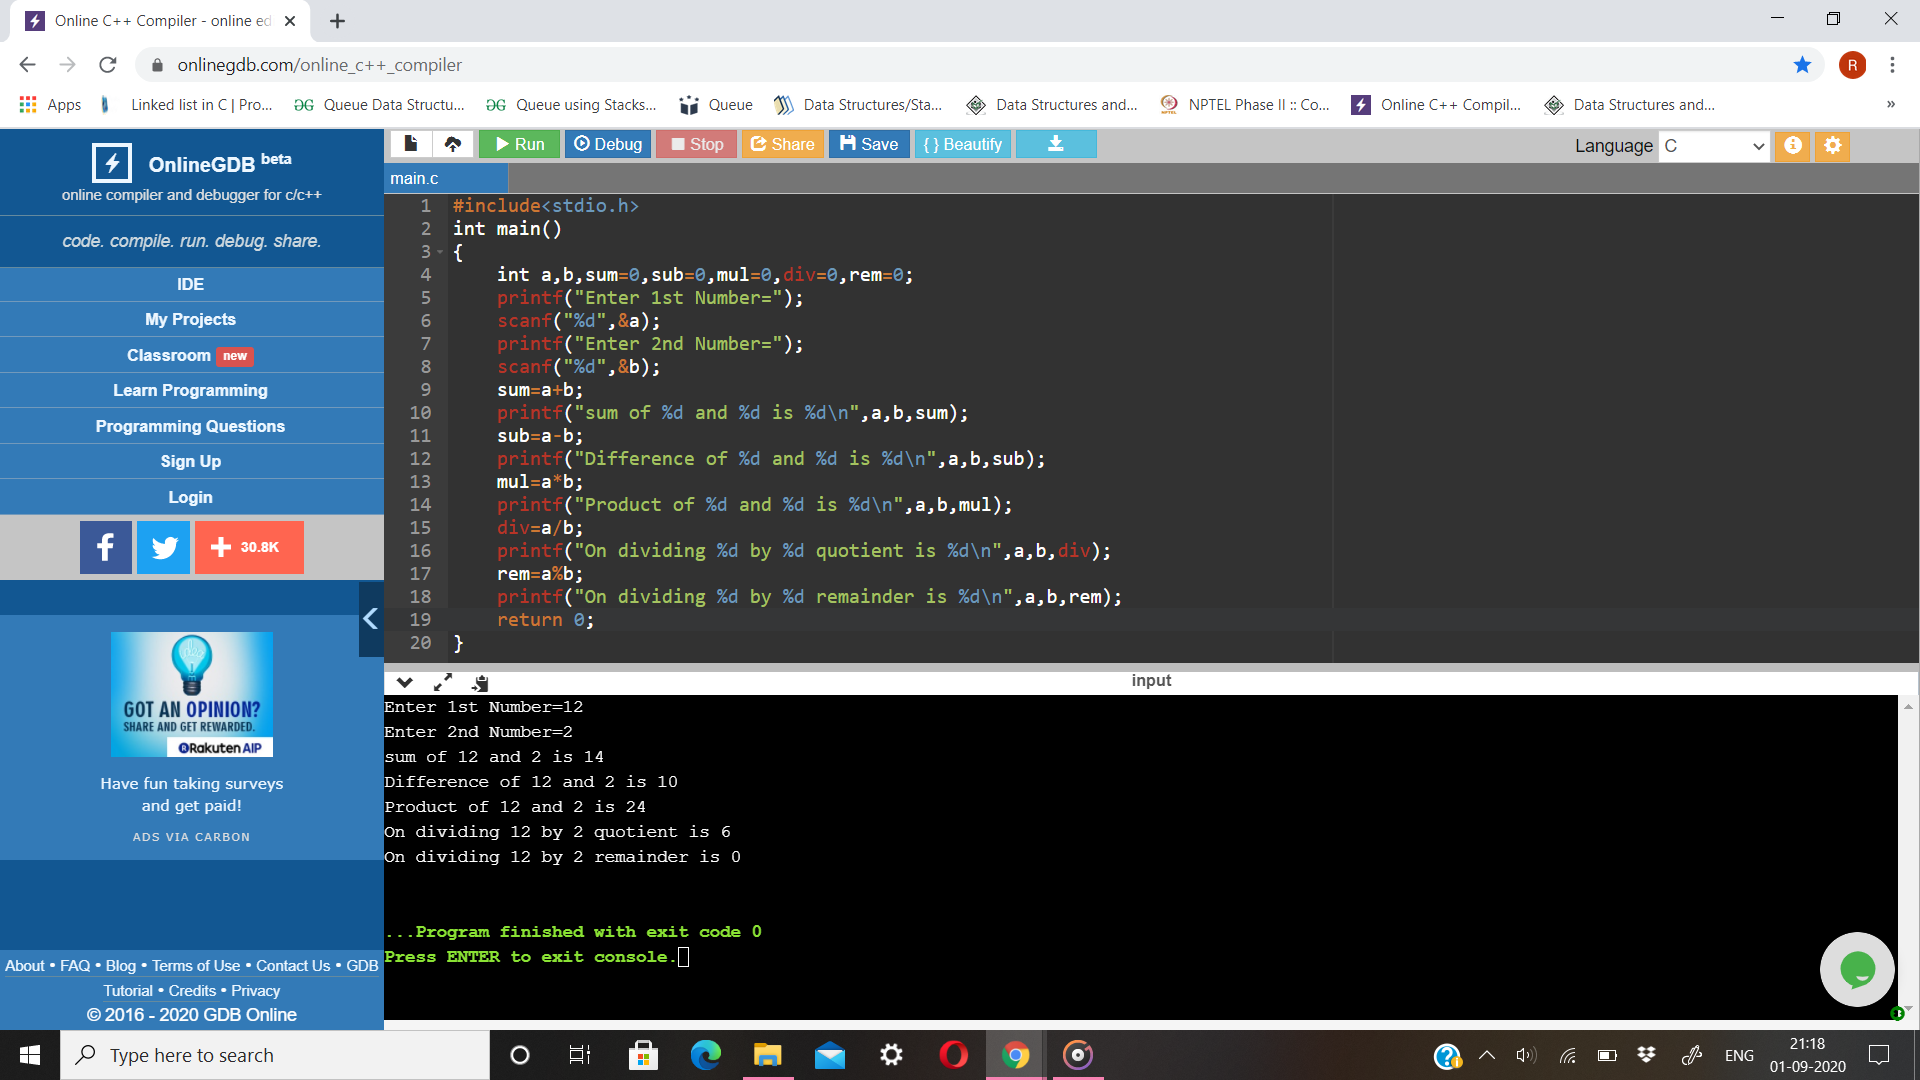 Online C++ Compiler - online ed
onlinegdb.com/online_c++_compiler
R
Apps
Linked list in C | Pro...
Queue Data Structu...
Queue using Stacks...
Queue
Data Structures/Sta...
Data Structures and...
NPTEL Phase II :: Co...
Online C++ Compil...
Data Structures and...
»
OnlineGDB beta
online compiler and debugger for c/c++
code. compile. run. debug. share.
IDE
My Projects
Classroom new
Learn Programming
Programming Questions
Sign Up
Login
30.8K
GOT AN OPINION?
SHARE AND GET REWARDED.
Rakuten AIP
Have fun taking surveys
and get paid!
ADS VIA CARBON
About • FAQ • Blog • Terms of Use • Contact Us • GDB
Tutorial • Credits • Privacy
© 2016 - 2020 GDB Online
Run
Debug
Stop
Share
Save
{ } Beautify
Language C
main.c
1 #include<stdio.h>
2 int main()
3 {
4 int a,b,sum=0,sub=0,mul=0,div=0,rem=0;
5 printf("Enter 1st Number=");
6 scanf("%d",&a);
7 printf("Enter 2nd Number=");
8 scanf("%d",&b);
9 sum=a+b;
10 printf("sum of %d and %d is %d\n",a,b,sum);
11 sub=a-b;
12 printf("Difference of %d and %d is %d\n",a,b,sub);
13 mul=a*b;
14 printf("Product of %d and %d is %d\n",a,b,mul);
15 div=a/b;
16 printf("On dividing %d by %d quotient is %d\n",a,b,div);
17 rem=a%b;
18 printf("On dividing %d by %d remainder is %d\n",a,b,rem);
19 return 0;
20 }
input
Enter 1st Number=12
Enter 2nd Number=2
sum of 12 and 2 is 14
Difference of 12 and 2 is 10
Product of 12 and 2 is 24
On dividing 12 by 2 quotient is 6
On dividing 12 by 2 remainder is 0
...Program finished with exit code 0
Press ENTER to exit console.
Type here to search
ENG
21:18
01-09-2020